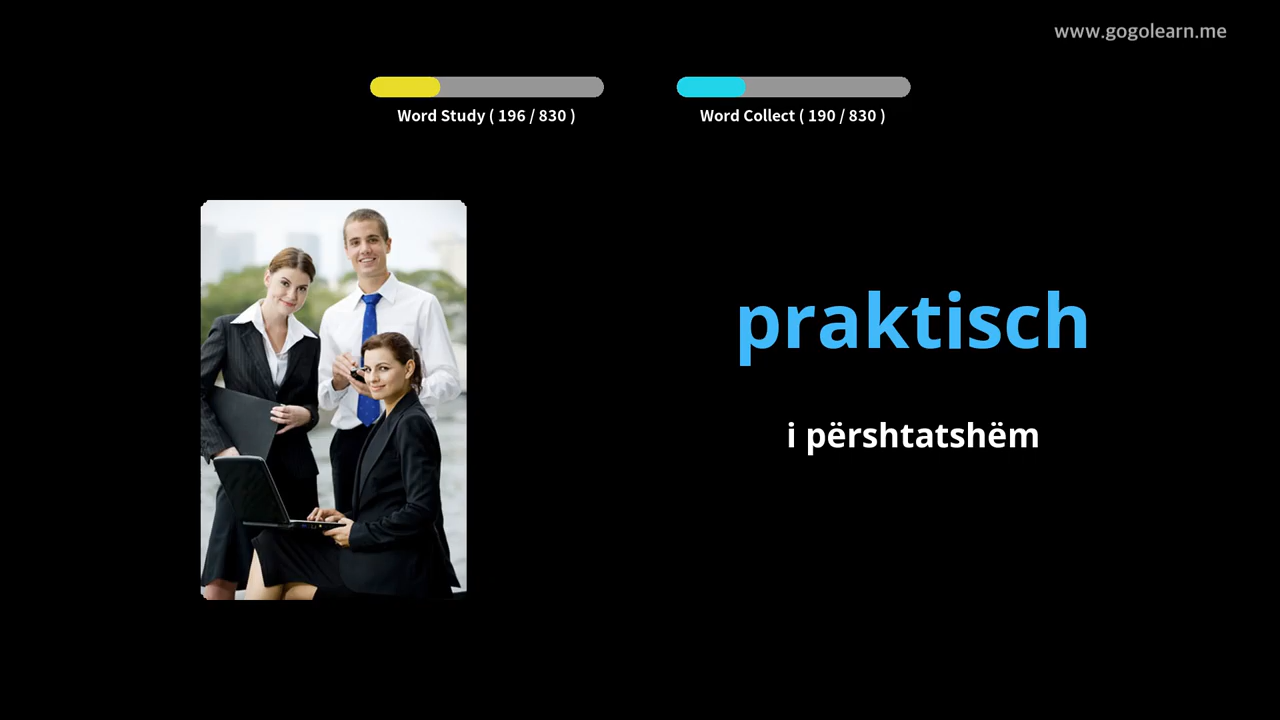 www.gogolearn.me
Word Study ( 196 / 830 )
Word Collect ( 190 / 830 )
praktisch
i përshtatshëm